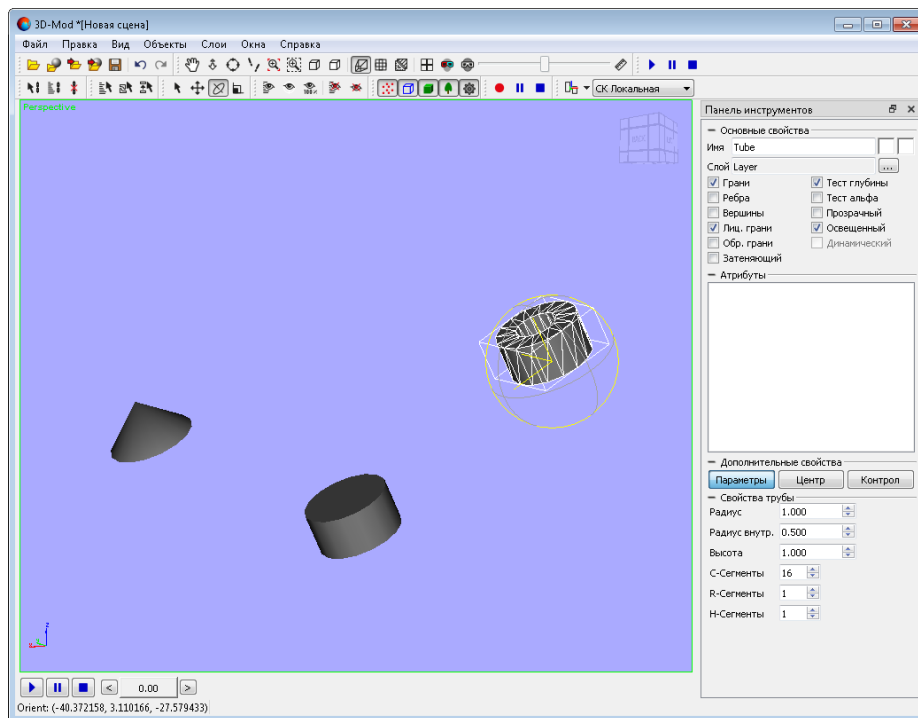 3D-Mod *[Новая сцена]
Файл Правка Вид Объекты Слои Окна Справка
СК Локальная
Perspective
Панель инструментов
Основные свойства
Имя Tube
Слой Layer ...
Грани Тест глубины
Ребра Тест альфа
Вершины Прозрачный
Лиц. грани Освещенный
Обр. грани Динамический
Затеняющий
Атрибуты
Дополнительные свойства
Параметры Центр Контрол
Свойства трубы
Радиус 1.000
Радиус внутр. 0.500
Высота 1.000
С-Сегменты 16
R-Сегменты 1
H-Сегменты 1
z
< 0.00 >
Orient: (-40.372158, 3.110166, -27.579433)